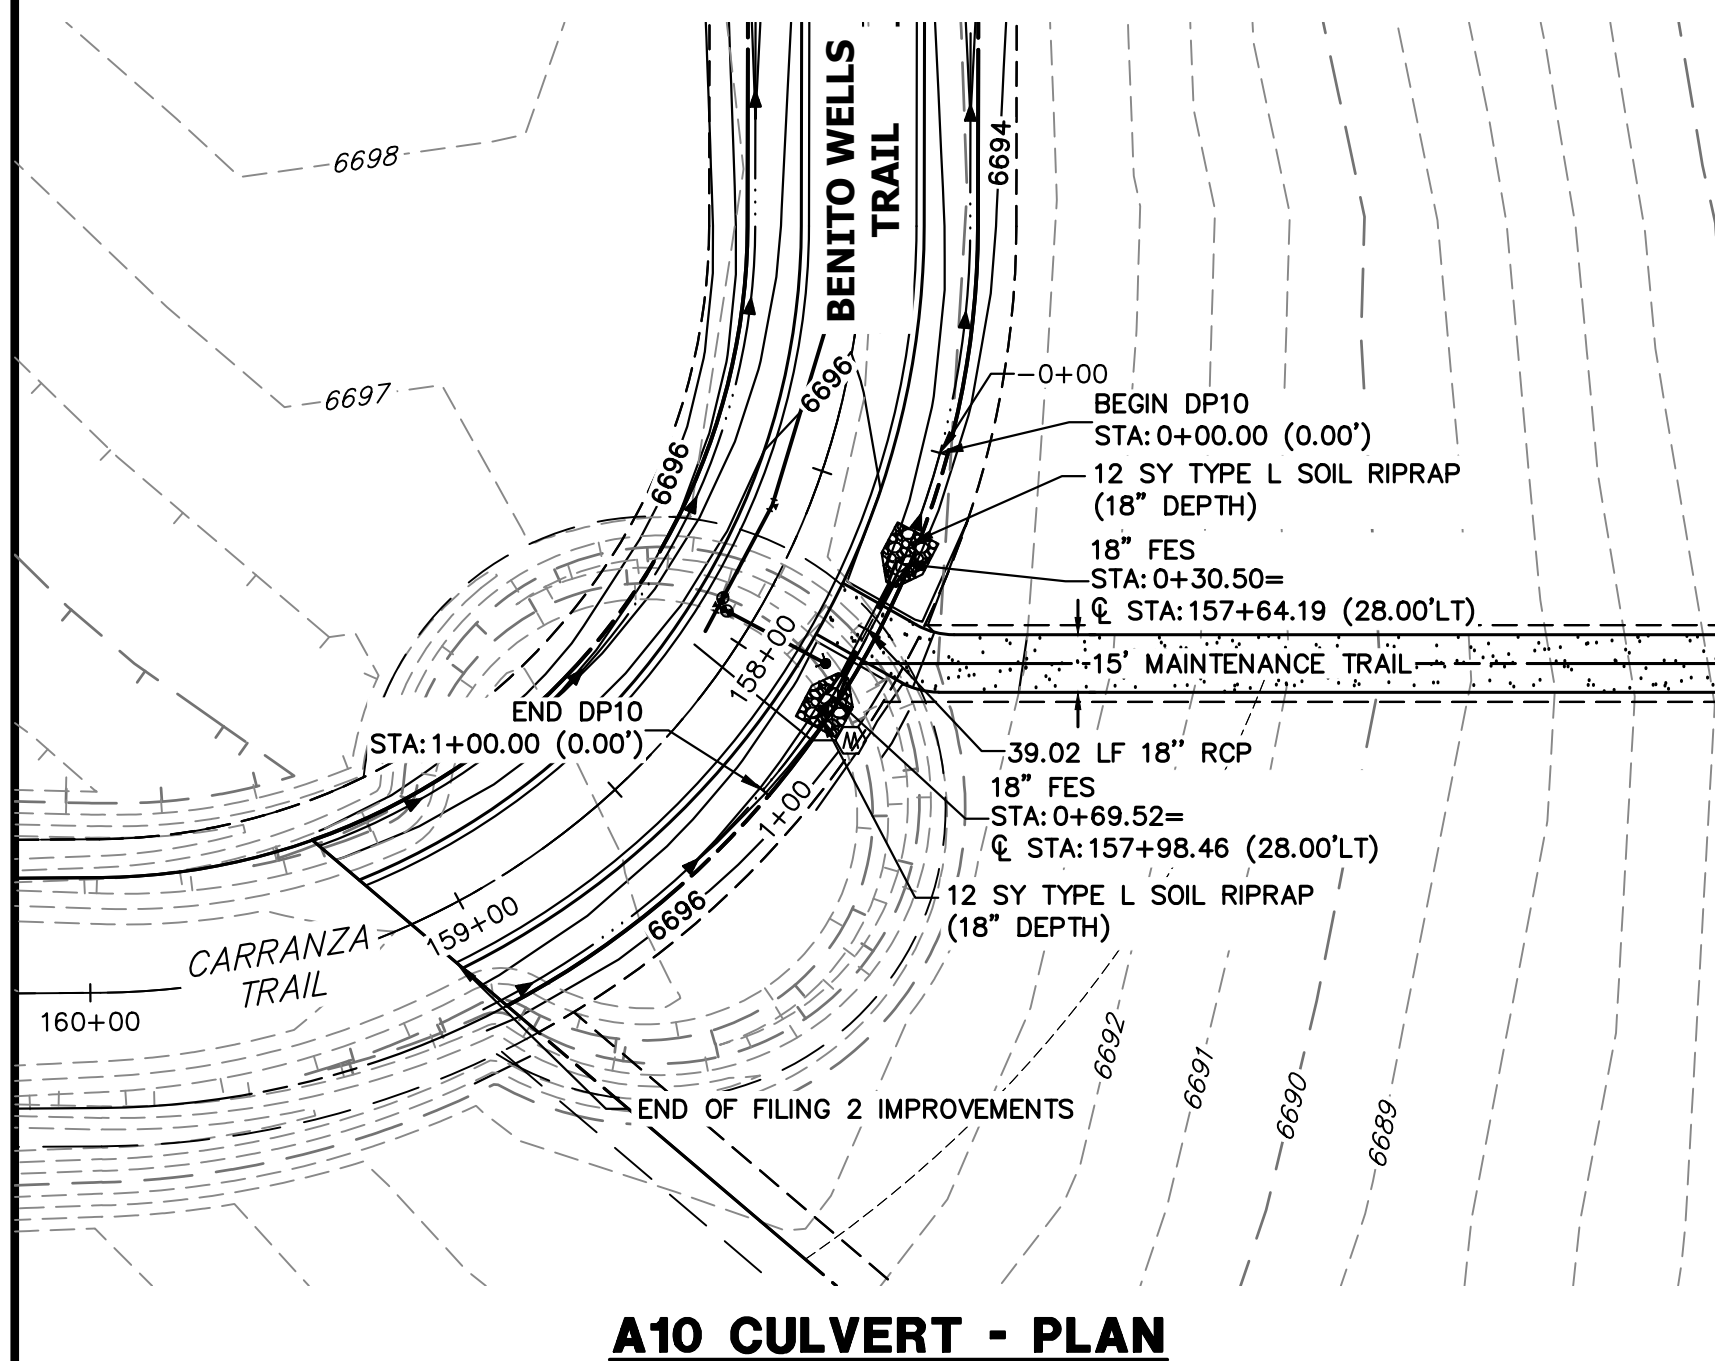 BENITO WELLS
TRAIL
6698
6694
6697
6696
6696
-0+00
BEGIN DP10
STA: 0+00.00 (0.00')
12 SY TYPE L SOIL RIPRAP
(18" DEPTH)
18" FES
STA: 0+30.50=
℄ STA: 157+64.19 (28.00'LT)
15' MAINTENANCE TRAIL
158+00
END DP10
STA: 1+00.00 (0.00')
39.02 LF 18" RCP
18" FES
STA: 0+69.52=
℄ STA: 157+98.46 (28.00'LT)
1+00
12 SY TYPE L SOIL RIPRAP
(18" DEPTH)
6696
159+00
CARRANZA
TRAIL
160+00
6692
6691
6690
6689
END OF FILING 2 IMPROVEMENTS
A10 CULVERT - PLAN